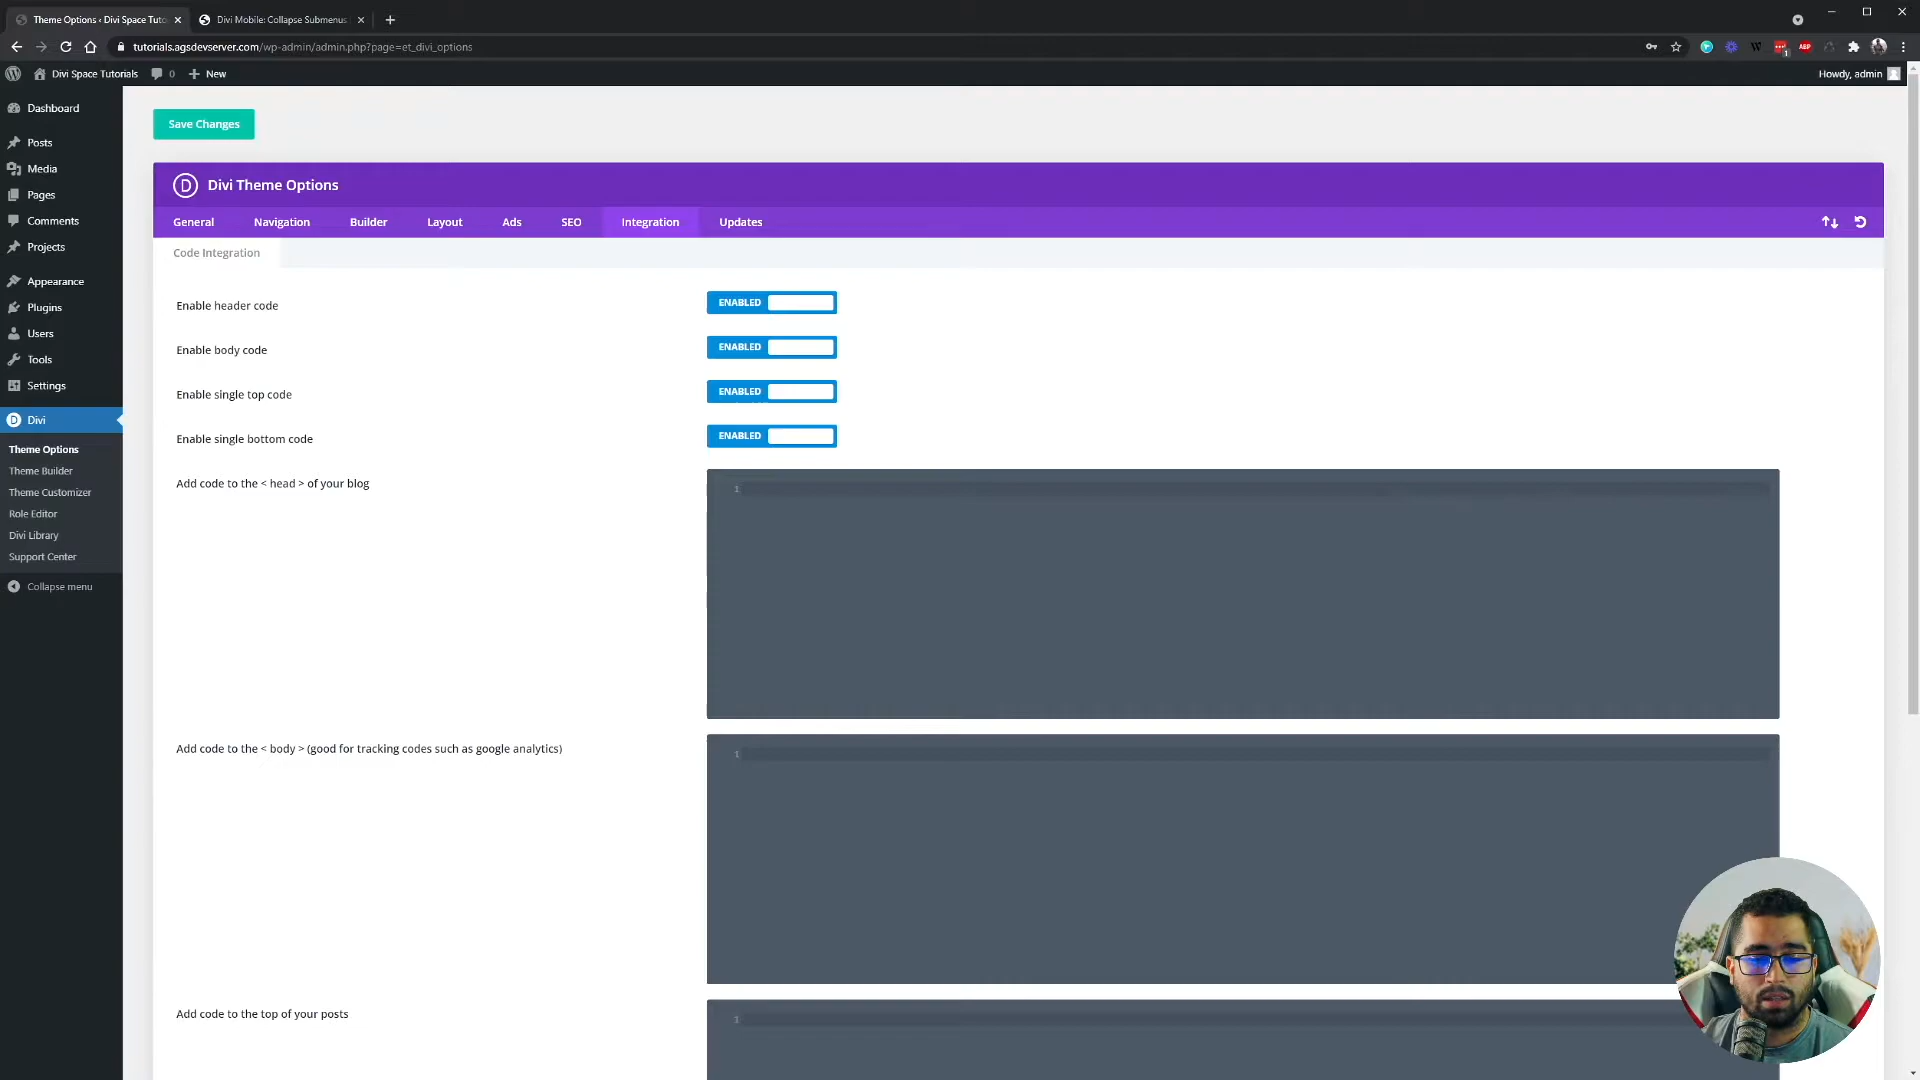 Theme Options ‹ Divi Space Tuto
Divi Mobile: Collapse Submenus
tutorials.agsdevserver.com/wp-admin/admin.php?page=et_divi_options
ABP
1
Divi Space Tutorials
0
New
Howdy, admin
Dashboard
Posts
Media
Pages
Comments
Projects
Appearance
Plugins
Users
Tools
Settings
Divi
Theme Options
Theme Builder
Theme Customizer
Role Editor
Divi Library
Support Center
Collapse menu
Save Changes
D
Divi Theme Options
General
Navigation
Builder
Layout
Ads
SEO
Integration
Updates
Code Integration
Enable header code
ENABLED
Enable body code
ENABLED
Enable single top code
ENABLED
Enable single bottom code
ENABLED
Add code to the < head > of your blog
1
Add code to the < body > (good for tracking codes such as google analytics)
1
Add code to the top of your posts
1